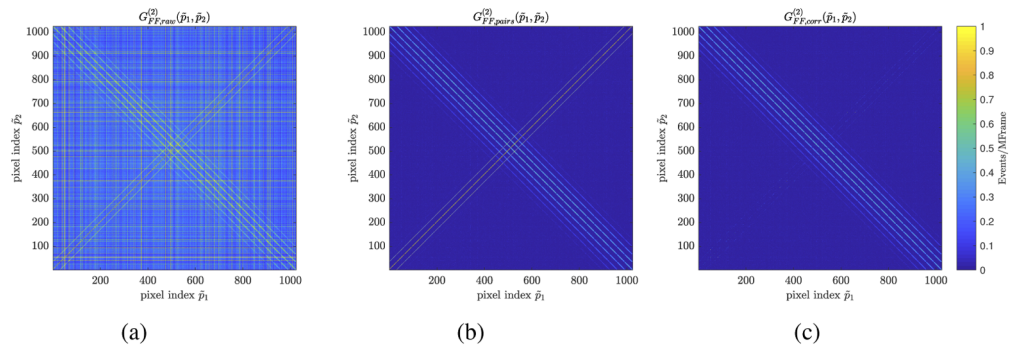 G^{(2)}_{FF,raw}(p̃₁, p̃₂)
1000
900
800
700
600
500
400
300
200
100
pixel index p̃₂
200 400 600 800 1000
pixel index p̃₁
(a)
G^{(2)}_{FF,pairs}(p̃₁, p̃₂)
1000
900
800
700
600
500
400
300
200
100
pixel index p̃₂
200 400 600 800 1000
pixel index p̃₁
(b)
G^{(2)}_{FF,corr}(p̃₁, p̃₂)
1000
900
800
700
600
500
400
300
200
100
pixel index p̃₂
200 400 600 800 1000
pixel index p̃₁
(c)
1
0.9
0.8
0.7
0.6
0.5
0.4
0.3
0.2
0.1
0
Events/MFrame